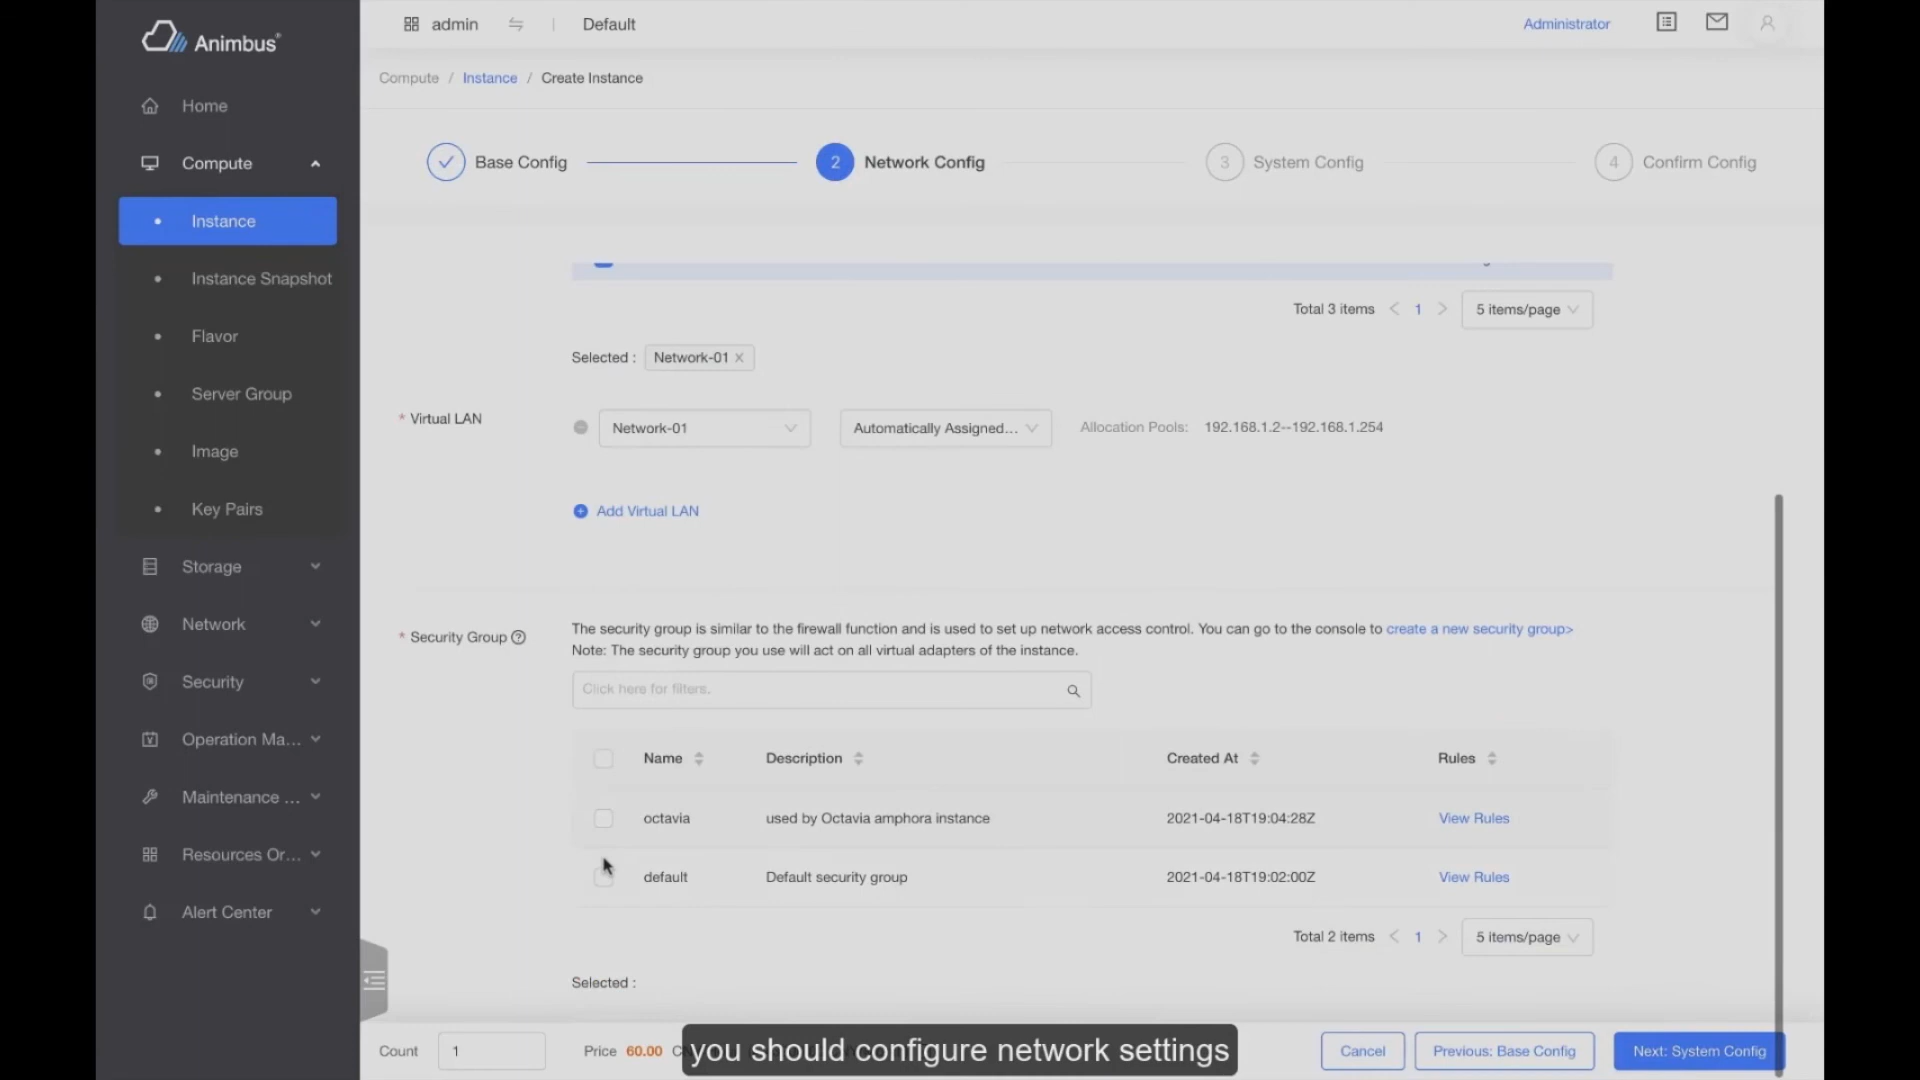 Animbus®
admin | Default
Administrator
Compute / Instance / Create Instance
Home
Compute
Instance
Instance Snapshot
Flavor
Server Group
Image
Key Pairs
Storage
Network
Security
Operation Ma...
Maintenance ...
Resources Or...
Alert Center
Base Config
2 Network Config
3 System Config
4 Confirm Config
Total 3 items < 1 > 5 items/page
Selected : Network-01 ×
* Virtual LAN
Network-01
Automatically Assigned...
Allocation Pools: 192.168.1.2--192.168.1.254
Add Virtual LAN
* Security Group
The security group is similar to the firewall function and is used to set up network access control. You can go to the console to create a new security group>
Note: The security group you use will act on all virtual adapters of the instance.
Click here for filters.
Name Description Created At Rules
octavia used by Octavia amphora instance 2021-04-18T19:04:28Z View Rules
default Default security group 2021-04-18T19:02:00Z View Rules
Total 2 items < 1 > 5 items/page
Selected :
Count 1 Price 60.00
you should configure network settings
Cancel
Previous: Base Config
Next: System Config